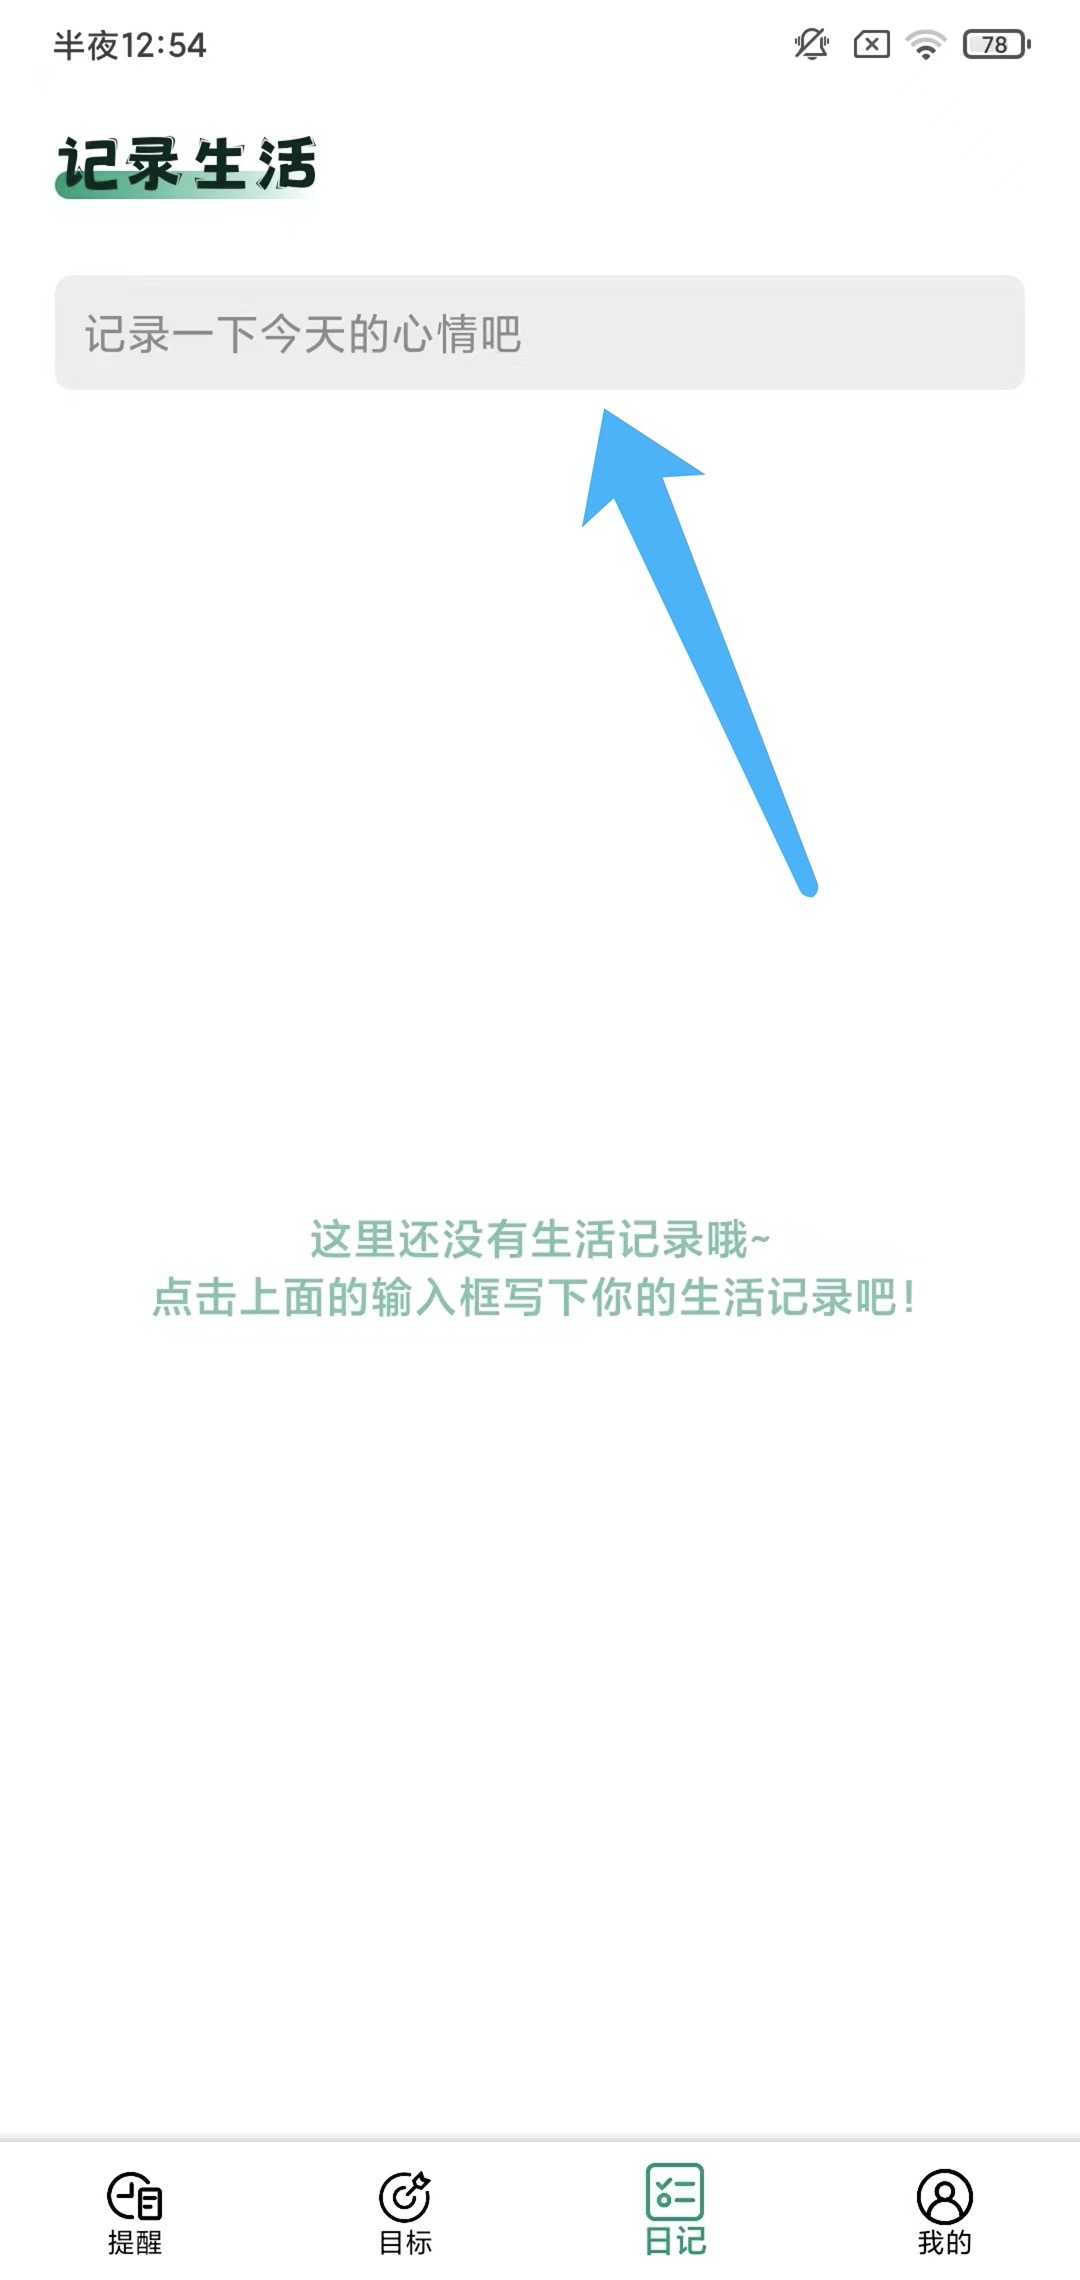 半夜12:54
78
记录生活
记录一下今天的心情吧
这里还没有生活记录哦~
点击上面的输入框写下你的生活记录吧！
提醒
目标
日记
我的